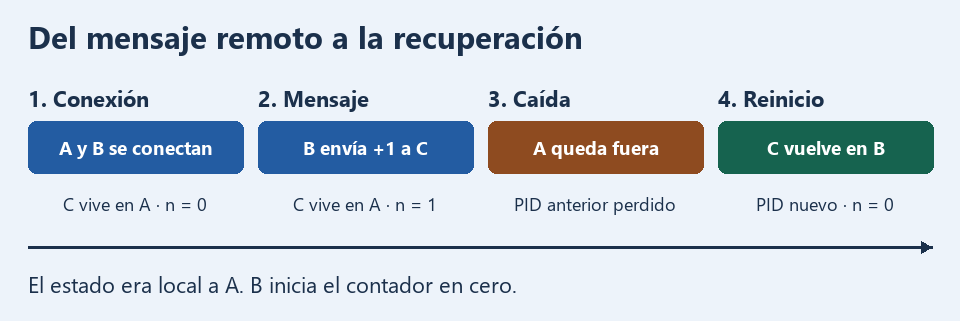 Del mensaje remoto a la recuperación
1. Conexión
A y B se conectan
C vive en A · n = 0
2. Mensaje
B envía +1 a C
C vive en A · n = 1
3. Caída
A queda fuera
PID anterior perdido
4. Reinicio
C vuelve en B
PID nuevo · n = 0
El estado era local a A. B inicia el contador en cero.